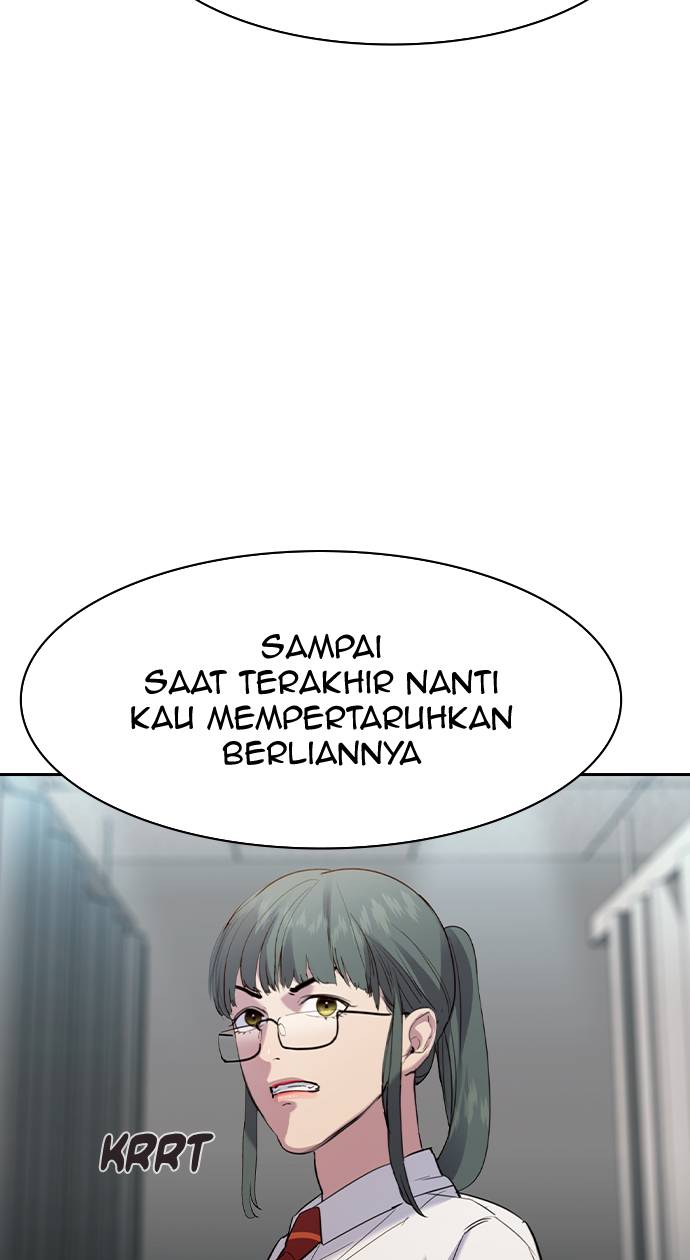 SAMPAI
SAAT TERAKHIR NANTI
KAU MEMPERTARUHKAN
BERLIANNYA
KRRT